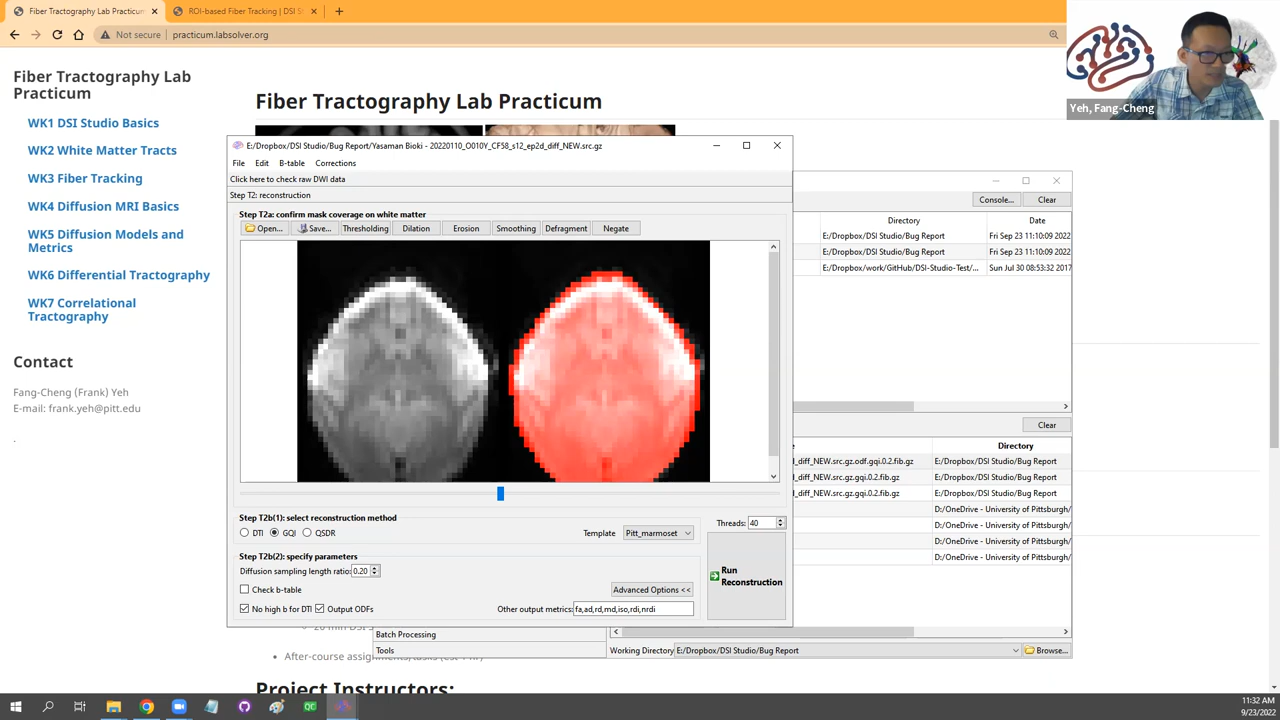 Fiber Tractography Lab Practicum
ROI-based Fiber Tracking | DSI S
Not secure
practicum.labsolver.org
Yeh, Fang-Cheng
Fiber Tractography Lab
Practicum
WK1 DSI Studio Basics
WK2 White Matter Tracts
WK3 Fiber Tracking
WK4 Diffusion MRI Basics
WK5 Diffusion Models and
Metrics
WK6 Differential Tractography
WK7 Correlational
Tractography
Contact
Fang-Cheng (Frank) Yeh
E-mail: frank.yeh@pitt.edu
.
Fiber Tractography Lab Practicum
E:/Dropbox/DSI Studio/Bug Report/Yasaman Bioki - 20220110_O010Y_CF58_s12_ep2d_diff_NEW.src.gz
File Edit B-table Corrections
Click here to check raw DWI data
Step T2: reconstruction
Step T2a: confirm mask coverage on white matter
Open... Save... Thresholding Dilation Erosion Smoothing Defragment Negate
Step T2b(1): select reconstruction method
DTI GQI QSDR
Template Pitt_marmoset
Threads: 40
Step T2b(2): specify parameters
Diffusion sampling length ratio: 0.20
Check b-table
Advanced Options <<
No high b for DTI Output ODFs
Other output metrics: fa,ad,rd,md,iso,rdi,nrdi
Run
Reconstruction
Console... Clear
Directory Date
E:/Dropbox/DSI Studio/Bug Report Fri Sep 23 11:10:09 2022
E:/Dropbox/DSI Studio/Bug Report Fri Sep 23 11:10:09 2022
E:/Dropbox/work/GitHub/DSI-Studio-Test/... Sun Jul 30 08:53:32 2017
Clear
Directory
d_diff_NEW.src.gz.odf.gqi.0.2.fib.gz E:/Dropbox/DSI Studio/Bug Report
d_diff_NEW.src.gz.gqi.0.2.fib.gz E:/Dropbox/DSI Studio/Bug Report
d_diff_NEW.src.gz.gqi.0.2.fib.gz E:/Dropbox/DSI Studio/Bug Report
D:/OneDrive - University of Pittsburgh/
D:/OneDrive - University of Pittsburgh/
D:/OneDrive - University of Pittsburgh/
D:/OneDrive - University of Pittsburgh/
Batch Processing
Tools
Working Directory E:/Dropbox/DSI Studio/Bug Report Browse...
After-course
Project Instructors:
11:32 AM
9/23/2022